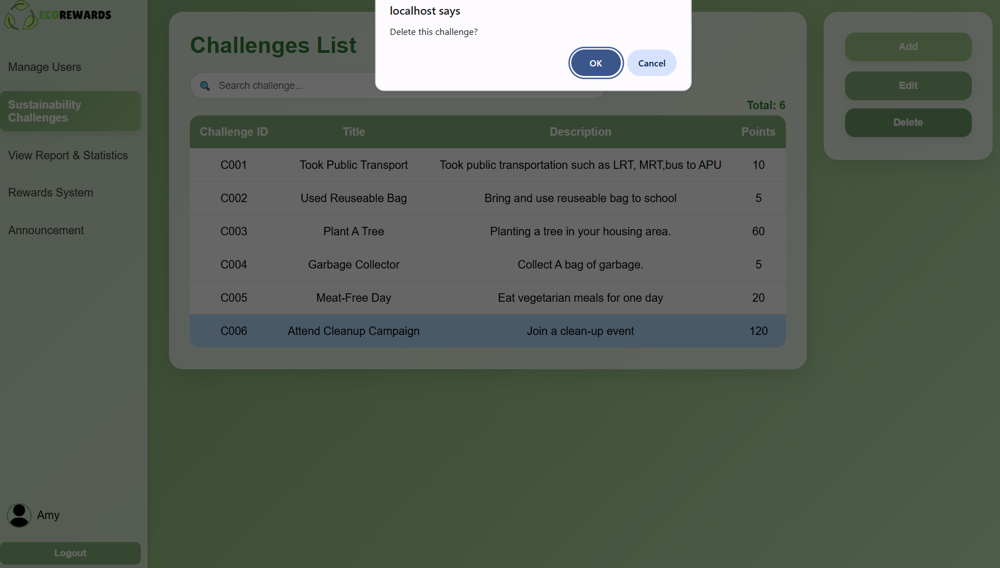 ECOREWARDS
Manage Users
Sustainability
Challenges
View Report & Statistics
Rewards System
Announcement
Amy
Logout
localhost says
Delete this challenge?
OK Cancel
Challenges List
Search challenge...
Total: 6
Challenge ID Title Description Points
C001 Took Public Transport Took public transportation such as LRT, MRT,bus to APU 10
C002 Used Reuseable Bag Bring and use reuseable bag to school 5
C003 Plant A Tree Planting a tree in your housing area. 60
C004 Garbage Collector Collect A bag of garbage. 5
C005 Meat-Free Day Eat vegetarian meals for one day 20
C006 Attend Cleanup Campaign Join a clean-up event 120
Add
Edit
Delete